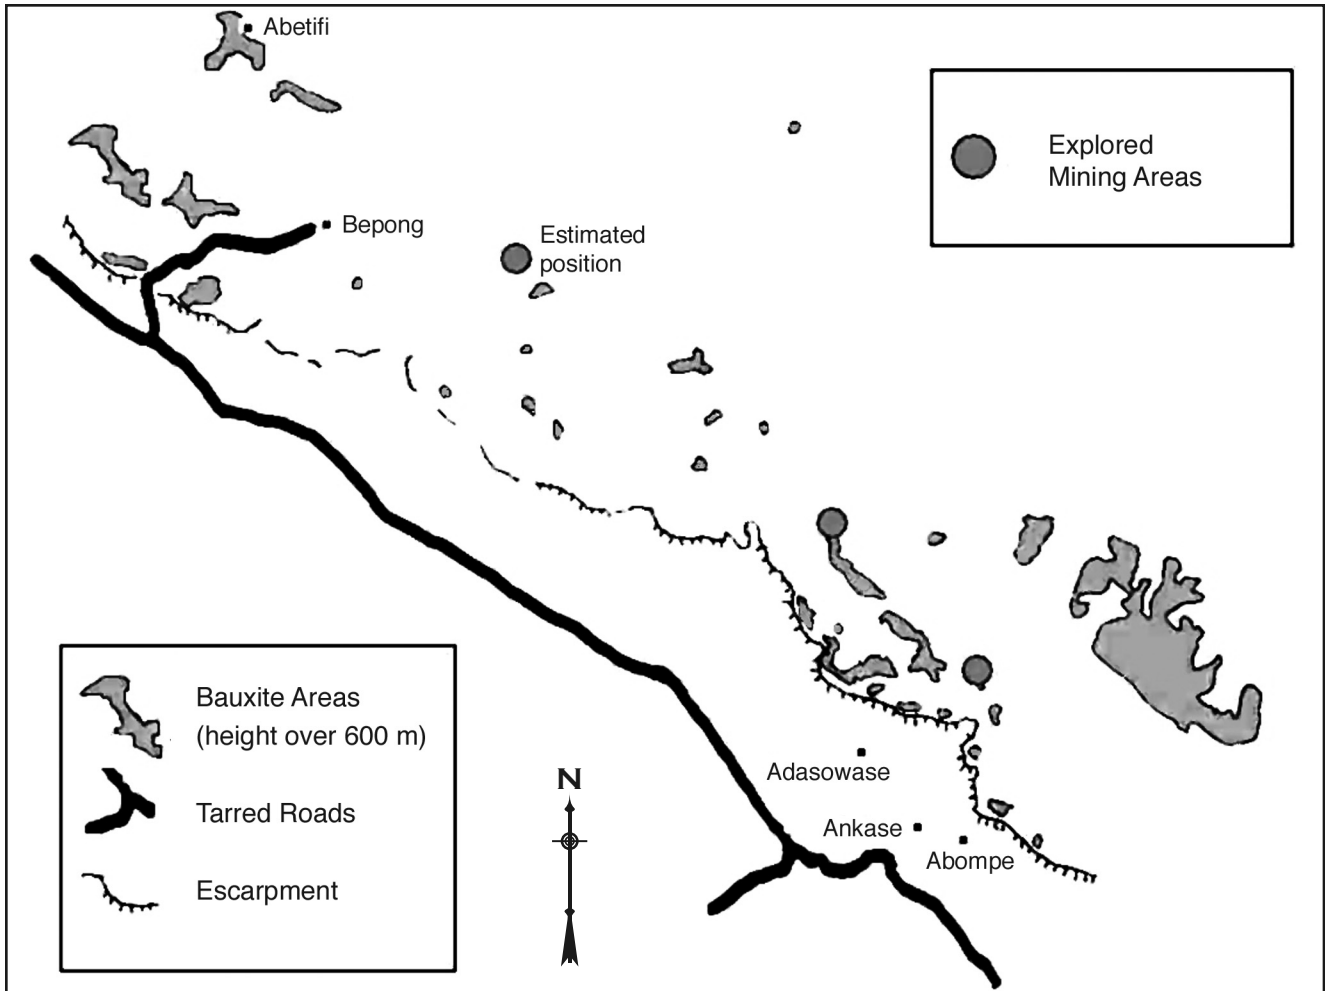 Abetifi
Explored
Mining Areas
Bepong
Estimated
position
Bauxite Areas
(height over 600 m)
Tarred Roads
Escarpment
N
Adasowase
Ankase
Abompe